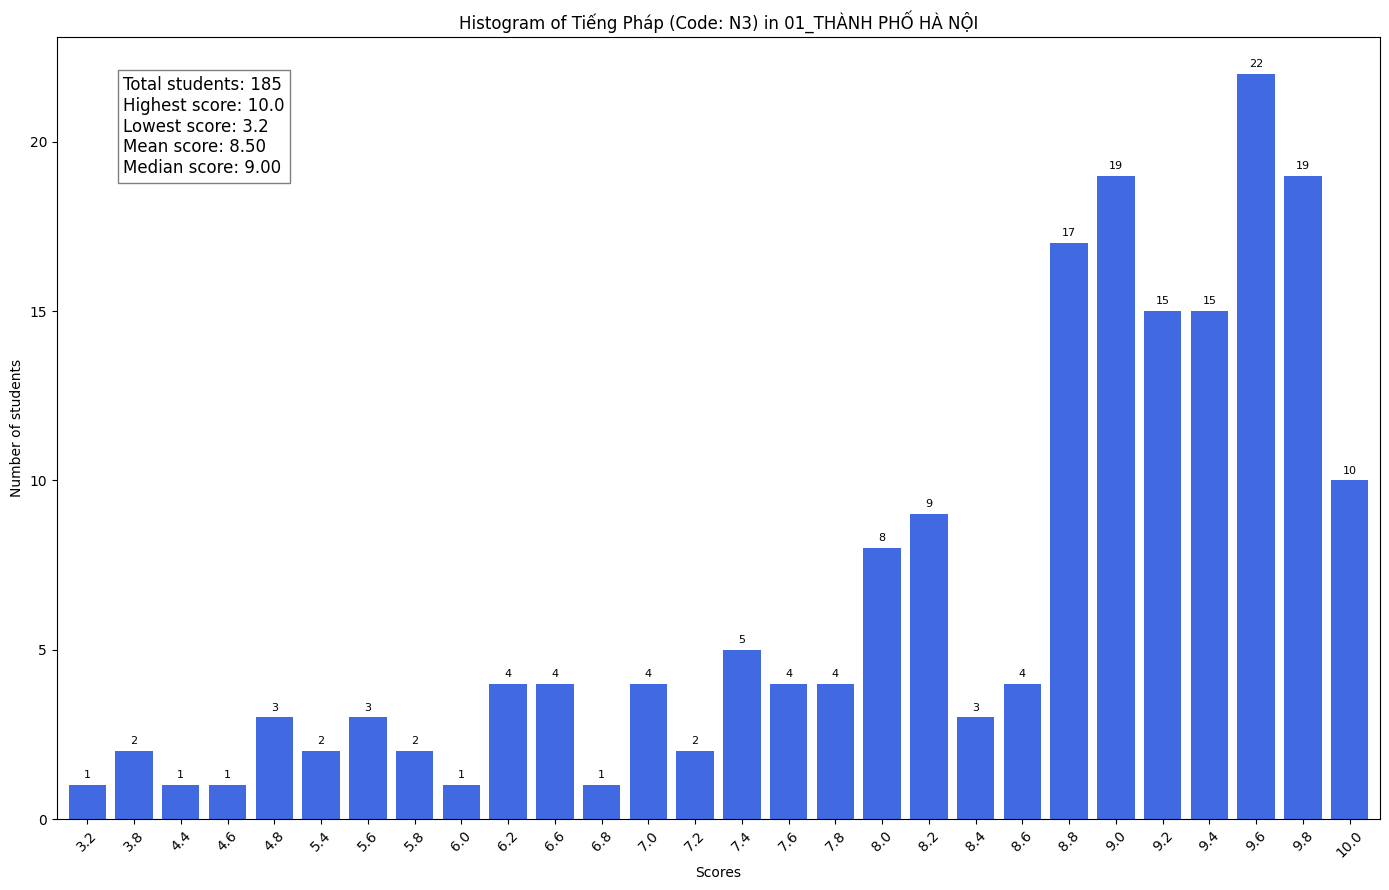 Histogram of Tiếng Pháp (Code: N3) in 01_THÀNH PHỐ HÀ NỘI
Total students: 185
Highest score: 10.0
Lowest score: 3.2
Mean score: 8.50
Median score: 9.00
Number of students
20
15
10
5
0
1 2 1 1 3 2 3 2 1 4 4 1 4 2 5 4 4 8 9 3 4 17 19 15 15 22 19 10
3.2 3.8 4.4 4.6 4.8 5.4 5.6 5.8 6.0 6.2 6.6 6.8 7.0 7.2 7.4 7.6 7.8 8.0 8.2 8.4 8.6 8.8 9.0 9.2 9.4 9.6 9.8 10.0
Scores